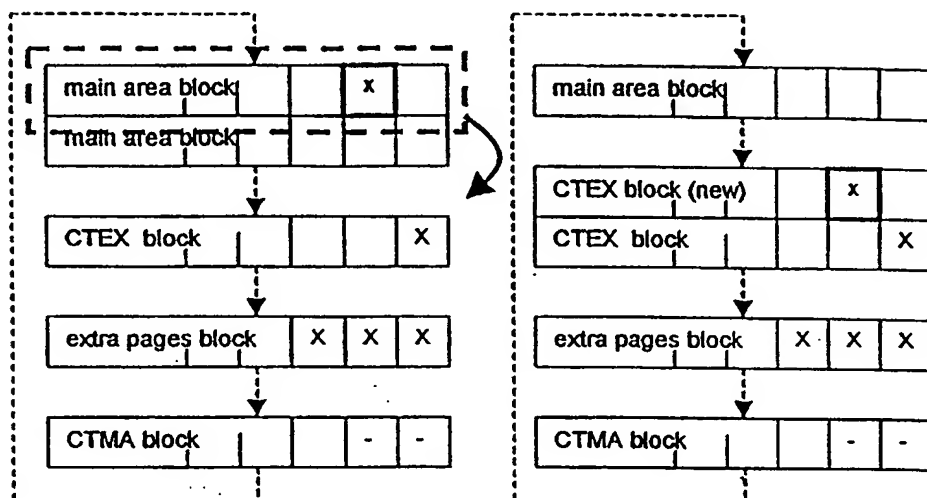 main area block x
main area block
CTEX block X
extra pages block X X X
CTMA block - -
main area block
CTEX block (new) x
CTEX block X
extra pages block X X X
CTMA block - -